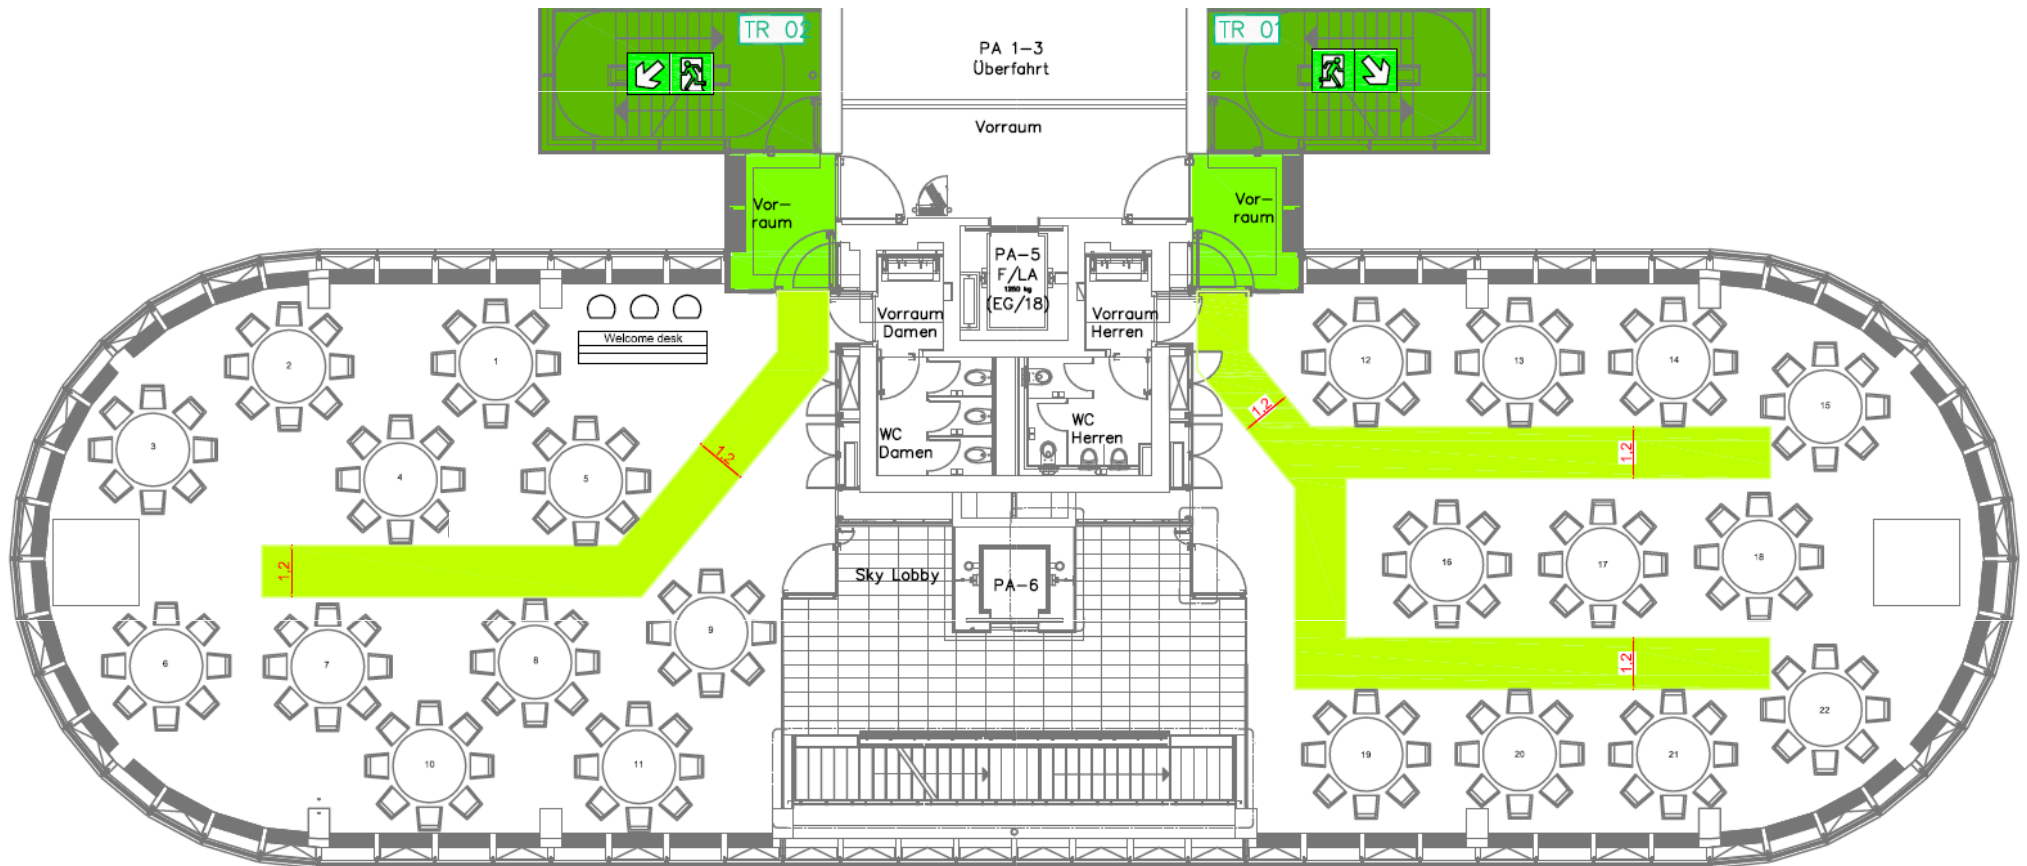 TR 02
TR 01
PA 1-3
Überfahrt
Vorraum
Vor-
raum
Vor-
raum
PA-5
F/LA
1350 kg
(EG/18)
Vorraum
Damen
Vorraum
Herren
Welcome desk
1
2
3
4
5
6
7
8
9
10
11
1,2
1,2
WC
Damen
WC
Herren
Sky Lobby
PA-6
12
13
14
15
16
17
18
19
20
21
22
1,2
1,2
1,2